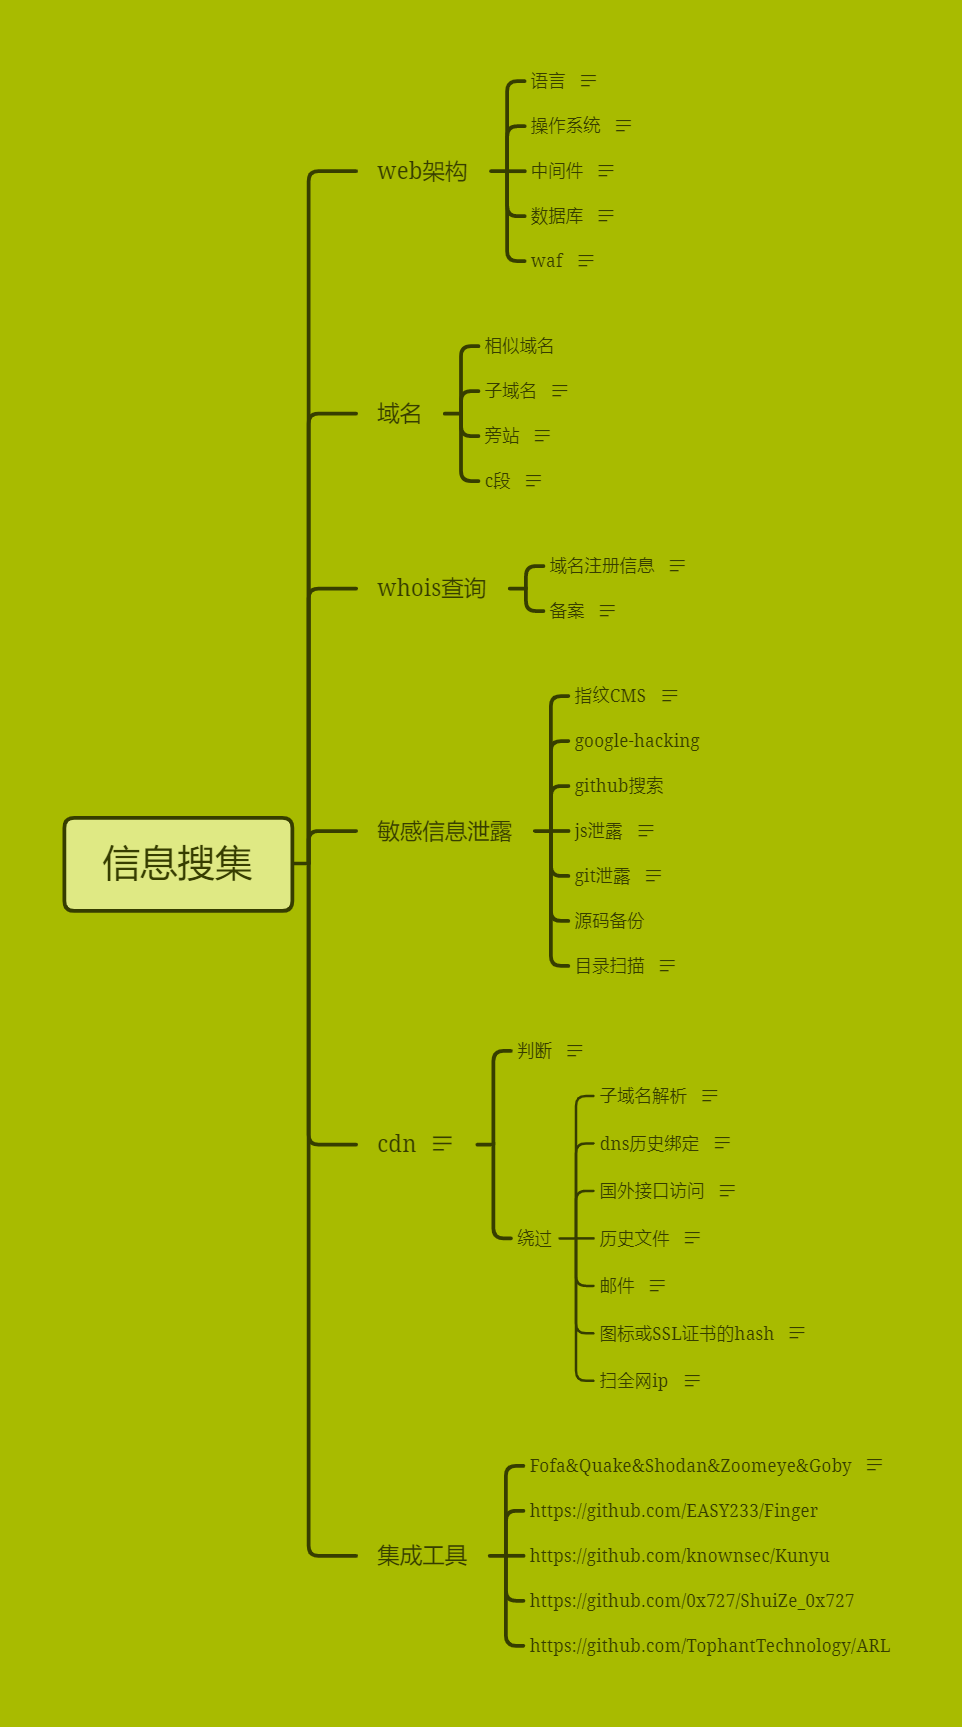 信息搜集
web架构
语言
操作系统
中间件
数据库
waf
域名
相似域名
子域名
旁站
c段
whois查询
域名注册信息
备案
敏感信息泄露
指纹CMS
google-hacking
github搜索
js泄露
git泄露
源码备份
目录扫描
cdn
判断
绕过
子域名解析
dns历史绑定
国外接口访问
历史文件
邮件
图标或SSL证书的hash
扫全网ip
集成工具
Fofa&Quake&Shodan&Zoomeye&Goby
https://github.com/EASY233/Finger
https://github.com/knownsec/Kunyu
https://github.com/0x727/ShuiZe_0x727
https://github.com/TophantTechnology/ARL